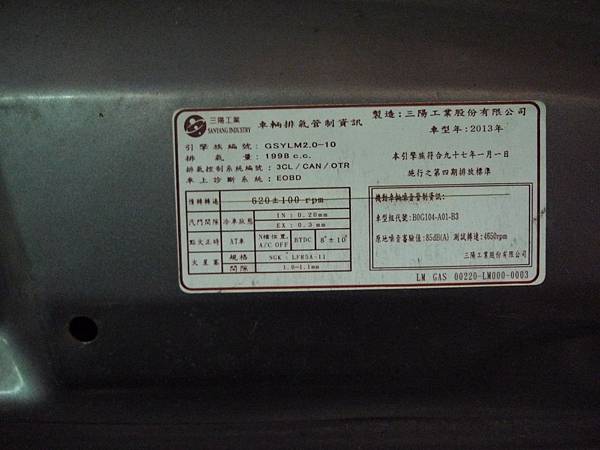 三陽工業
SANYANG INDUSTRY
車輛排氣管制資訊
製造：三陽工業股份有限公司
車型年：2013年
引擎族編號：GSYLM2.0-10
排氣量：1998 c.c.
排氣控制系統編號：3CL/CAN/OTR
車上診斷系統：EOBD
本引擎族符合九十七年一月一日
施行之第四期排放標準
惰轉轉速 620±100 rpm
汽門間隙 冷車狀態 IN：0.20mm
EX：0.3mm
點火正時 AT車 N檔位置, A/C OFF BTDC 8°±10°
火星塞 規格 NGK - LFR5A-11
間隙 1.0-1.1mm
機動車輛噪音管制資訊：
車型組代號：B0G104-A01-B3
原地噪音審驗值：85dB(A) 測試轉速：4650rpm
三陽工業股份有限公司
LM GAS 00220-LM000-0003